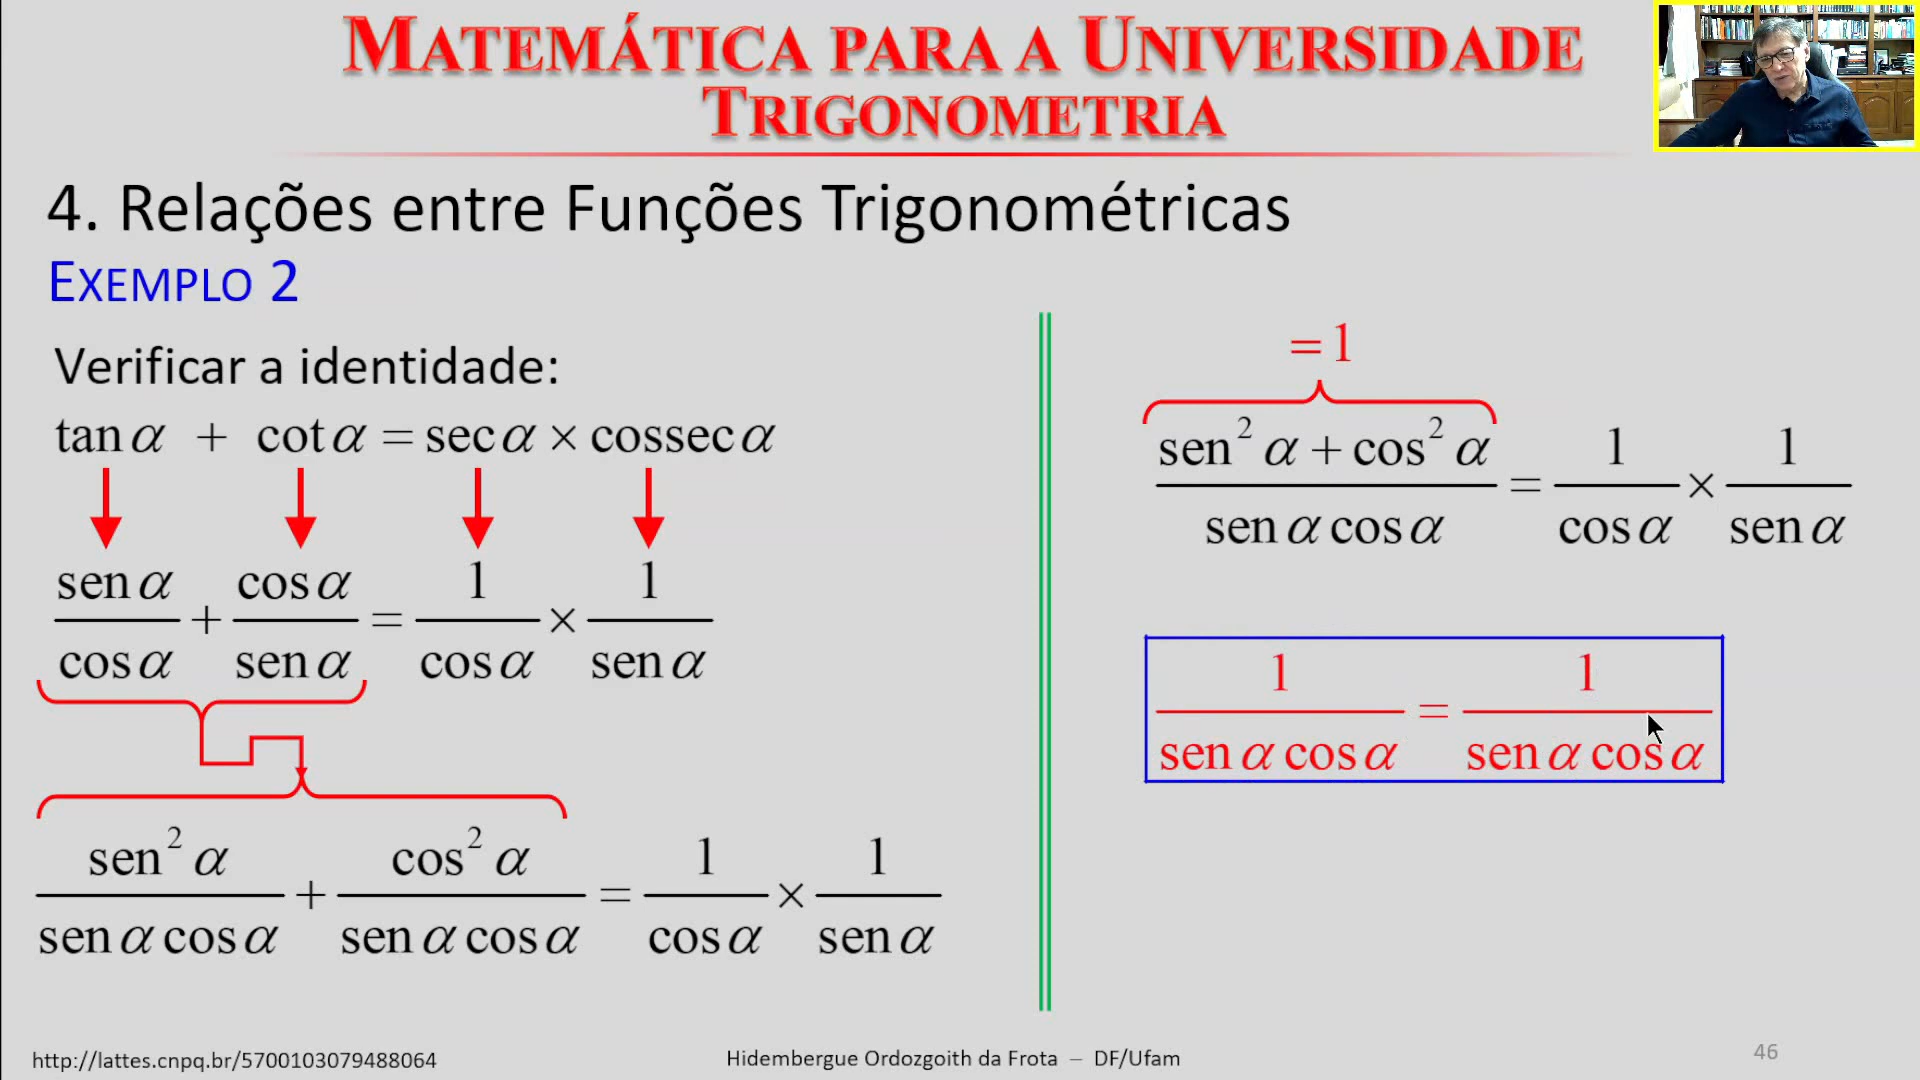 MATEMÁTICA PARA A UNIVERSIDADE
TRIGONOMETRIA
4. Relações entre Funções Trigonométricas
EXEMPLO 2
Verificar a identidade:
tan α + cot α = sec α × cossec α
sen α / cos α + cos α / sen α = 1 / cos α × 1 / sen α
sen² α / sen α cos α + cos² α / sen α cos α = 1 / cos α × 1 / sen α
= 1
sen² α + cos² α / sen α cos α = 1 / cos α × 1 / sen α
1 / sen α cos α = 1 / sen α cos α
http://lattes.cnpq.br/5700103079488064
Hidembergue Ordozgoith da Frota – DF/Ufam
46